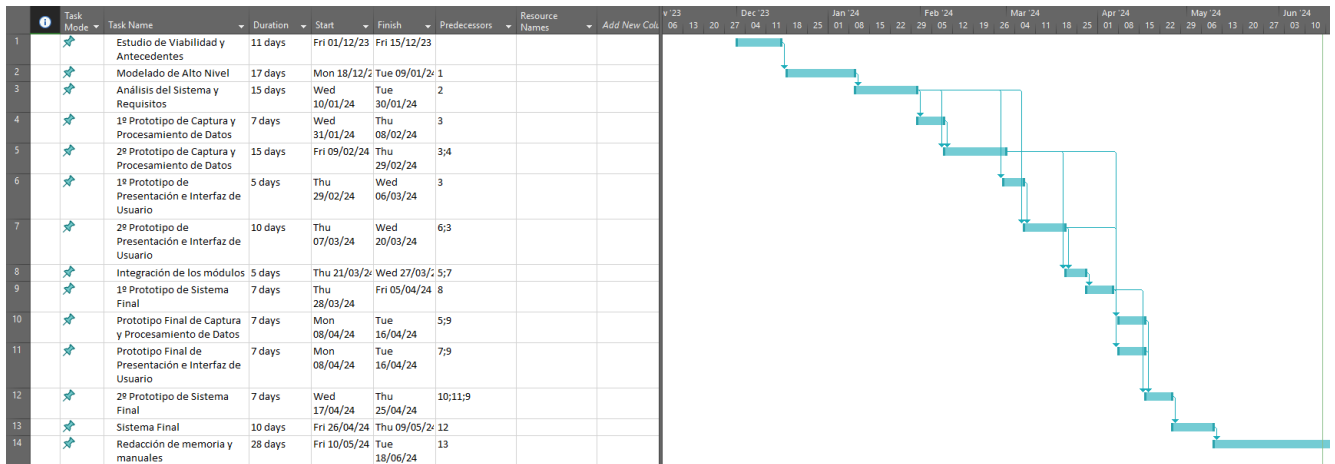 Task Mode Task Name Duration Start Finish Predecessors Resource Names Add New Colu
v '23 Dec '23 Jan '24 Feb '24 Mar '24 Apr '24 May '24 Jun '24
06 13 20 27 04 11 18 25 01 08 15 22 29 05 12 19 26 04 11 18 25 01 08 15 22 29 06 13 20 27 03 10
1 Estudio de Viabilidad y 11 days Fri 01/12/23 Fri 15/12/23
Antecedentes
2 Modelado de Alto Nivel 17 days Mon 18/12/2 Tue 09/01/24 1
3 Análisis del Sistema y 15 days Wed Tue 2
Requisitos 10/01/24 30/01/24
4 1º Prototipo de Captura y 7 days Wed Thu 3
Procesamiento de Datos 31/01/24 08/02/24
5 2º Prototipo de Captura y 15 days Fri 09/02/24 Thu 3;4
Procesamiento de Datos 29/02/24
6 1º Prototipo de 5 days Thu Wed 3
Presentación e Interfaz de 29/02/24 06/03/24
Usuario
7 2º Prototipo de 10 days Thu Wed 6;3
Presentación e Interfaz de 07/03/24 20/03/24
Usuario
8 Integración de los módulos 5 days Thu 21/03/24 Wed 27/03/2 5;7
9 1º Prototipo de Sistema 7 days Thu Fri 05/04/24 8
Final 28/03/24
10 Prototipo Final de Captura 7 days Mon Tue 5;9
y Procesamiento de Datos 08/04/24 16/04/24
11 Prototipo Final de 7 days Mon Tue 7;9
Presentación e Interfaz de 08/04/24 16/04/24
Usuario
12 2º Prototipo de Sistema 7 days Wed Thu 10;11;9
Final 17/04/24 25/04/24
13 Sistema Final 10 days Fri 26/04/24 Thu 09/05/24 12
14 Redacción de memoria y 28 days Fri 10/05/24 Tue 13
manuales 18/06/24